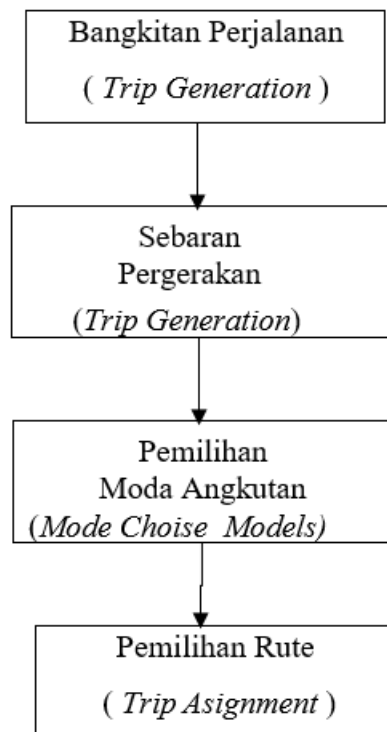 Bangkitan Perjalanan
( Trip Generation )
Sebaran
Pergerakan
(Trip Generation)
Pemilihan
Moda Angkutan
(Mode Choise Models)
Pemilihan Rute
( Trip Asignment )